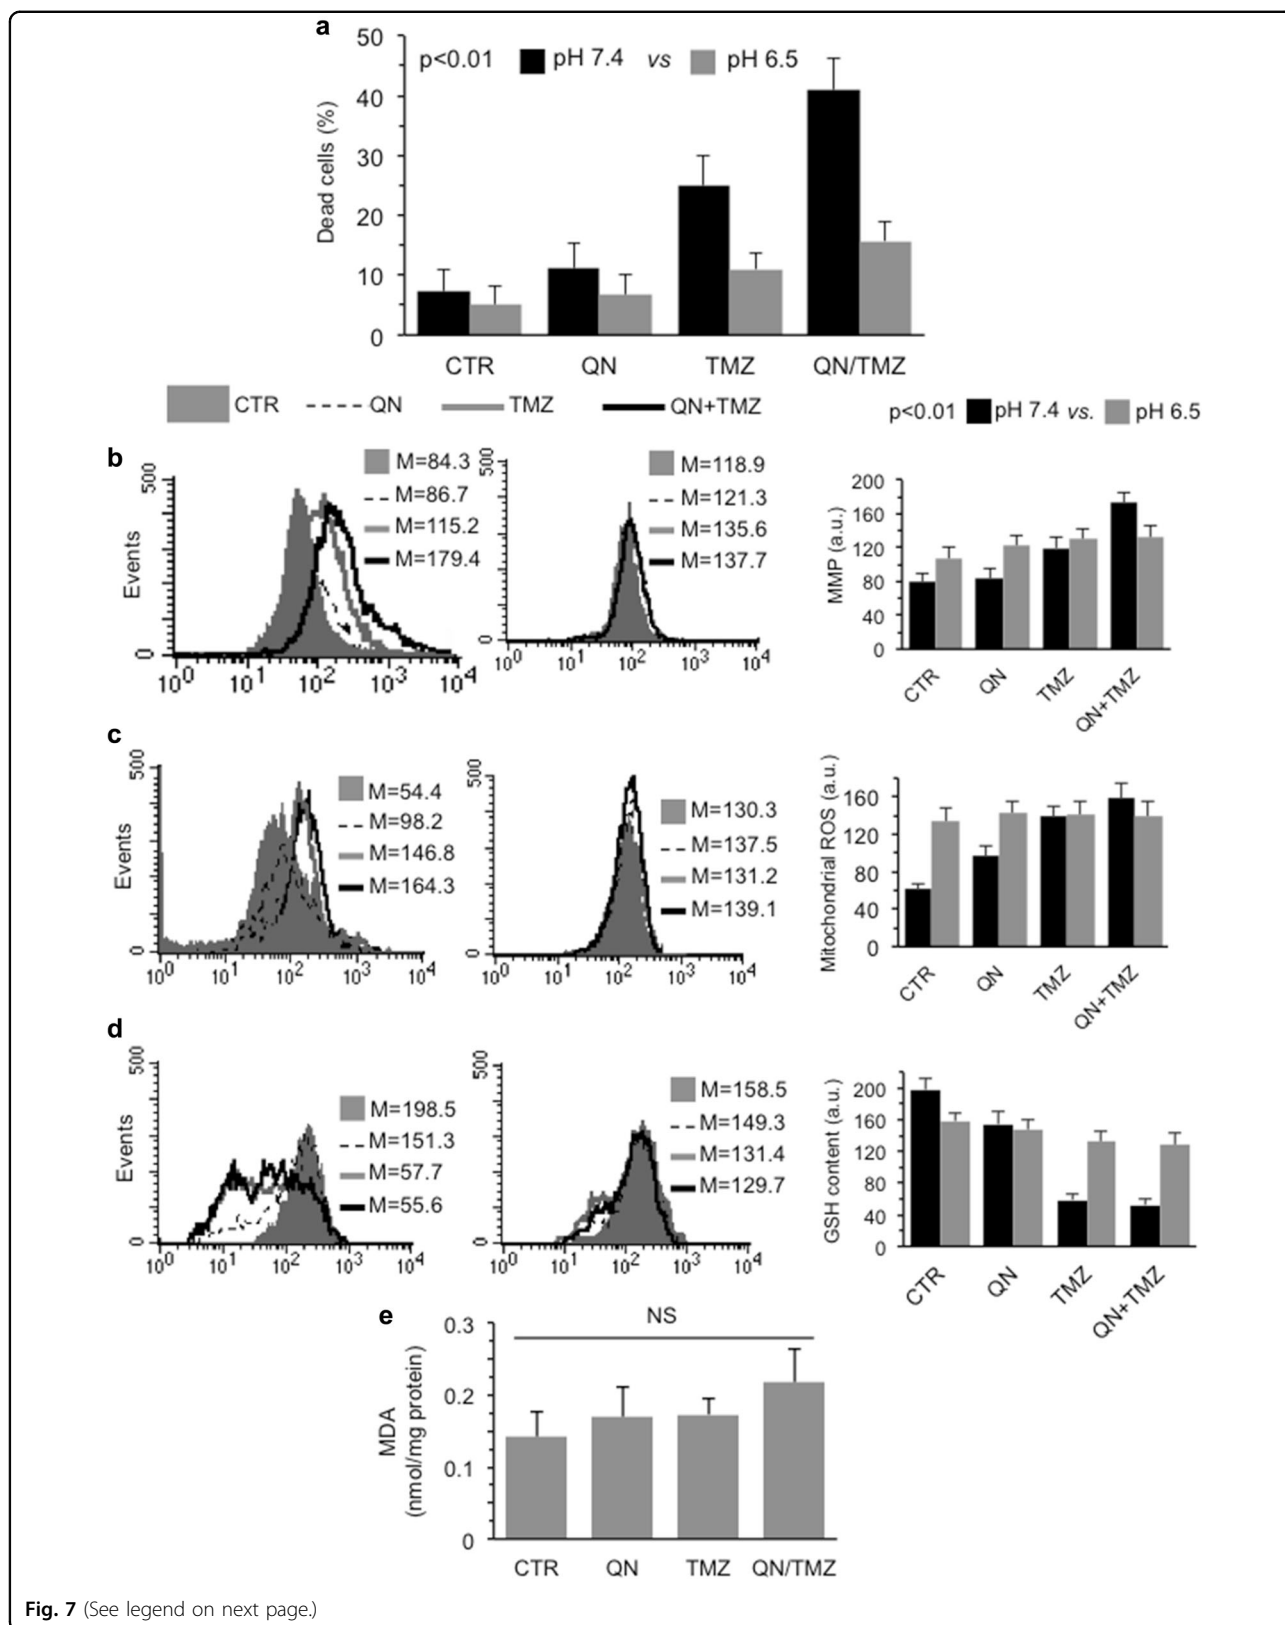 a
p<0.01 pH 7.4 vs pH 6.5
Dead cells (%)
50
40
30
20
10
0
CTR QN TMZ QN/TMZ
CTR QN TMZ QN+TMZ
p<0.01 pH 7.4 vs. pH 6.5
b
Events
500
0
M=84.3
M=86.7
M=115.2
M=179.4
10^0 10^1 10^2 10^3 10^4
500
0
M=118.9
M=121.3
M=135.6
M=137.7
10^0 10^1 10^2 10^3 10^4
MMP (a.u.)
200
160
120
80
40
0
CTR QN TMZ QN+TMZ
c
Events
500
0
M=54.4
M=98.2
M=146.8
M=164.3
10^0 10^1 10^2 10^3 10^4
500
0
M=130.3
M=137.5
M=131.2
M=139.1
10^0 10^1 10^2 10^3 10^4
Mitochondrial ROS (a.u.)
160
120
80
40
0
CTR QN TMZ QN+TMZ
d
Events
500
0
M=198.5
M=151.3
M=57.7
M=55.6
10^0 10^1 10^2 10^3 10^4
500
0
M=158.5
M=149.3
M=131.4
M=129.7
10^0 10^1 10^2 10^3 10^4
GSH content (a.u.)
200
160
120
80
40
0
CTR QN TMZ QN+TMZ
e
NS
MDA
(nmol/mg protein)
0.3
0.2
0.1
0
CTR QN TMZ QN/TMZ
Fig. 7 (See legend on next page.)